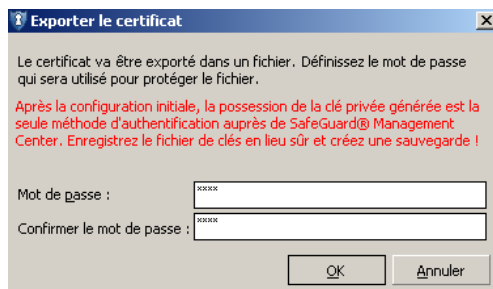 Exporter le certificat
Le certificat va être exporté dans un fichier. Définissez le mot de passe
qui sera utilisé pour protéger le fichier.
Après la configuration initiale, la possession de la clé privée générée est la
seule méthode d'authentification auprès de SafeGuard® Management
Center. Enregistrez le fichier de clés en lieu sûr et créez une sauvegarde !
Mot de passe : xxxx
Confirmer le mot de passe : xxxx
OK Annuler